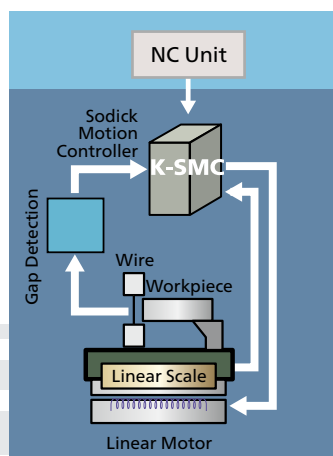 NC Unit
Sodick
Motion
Controller
K-SMC
Gap Detection
Wire
Workpiece
Linear Scale
Linear Motor